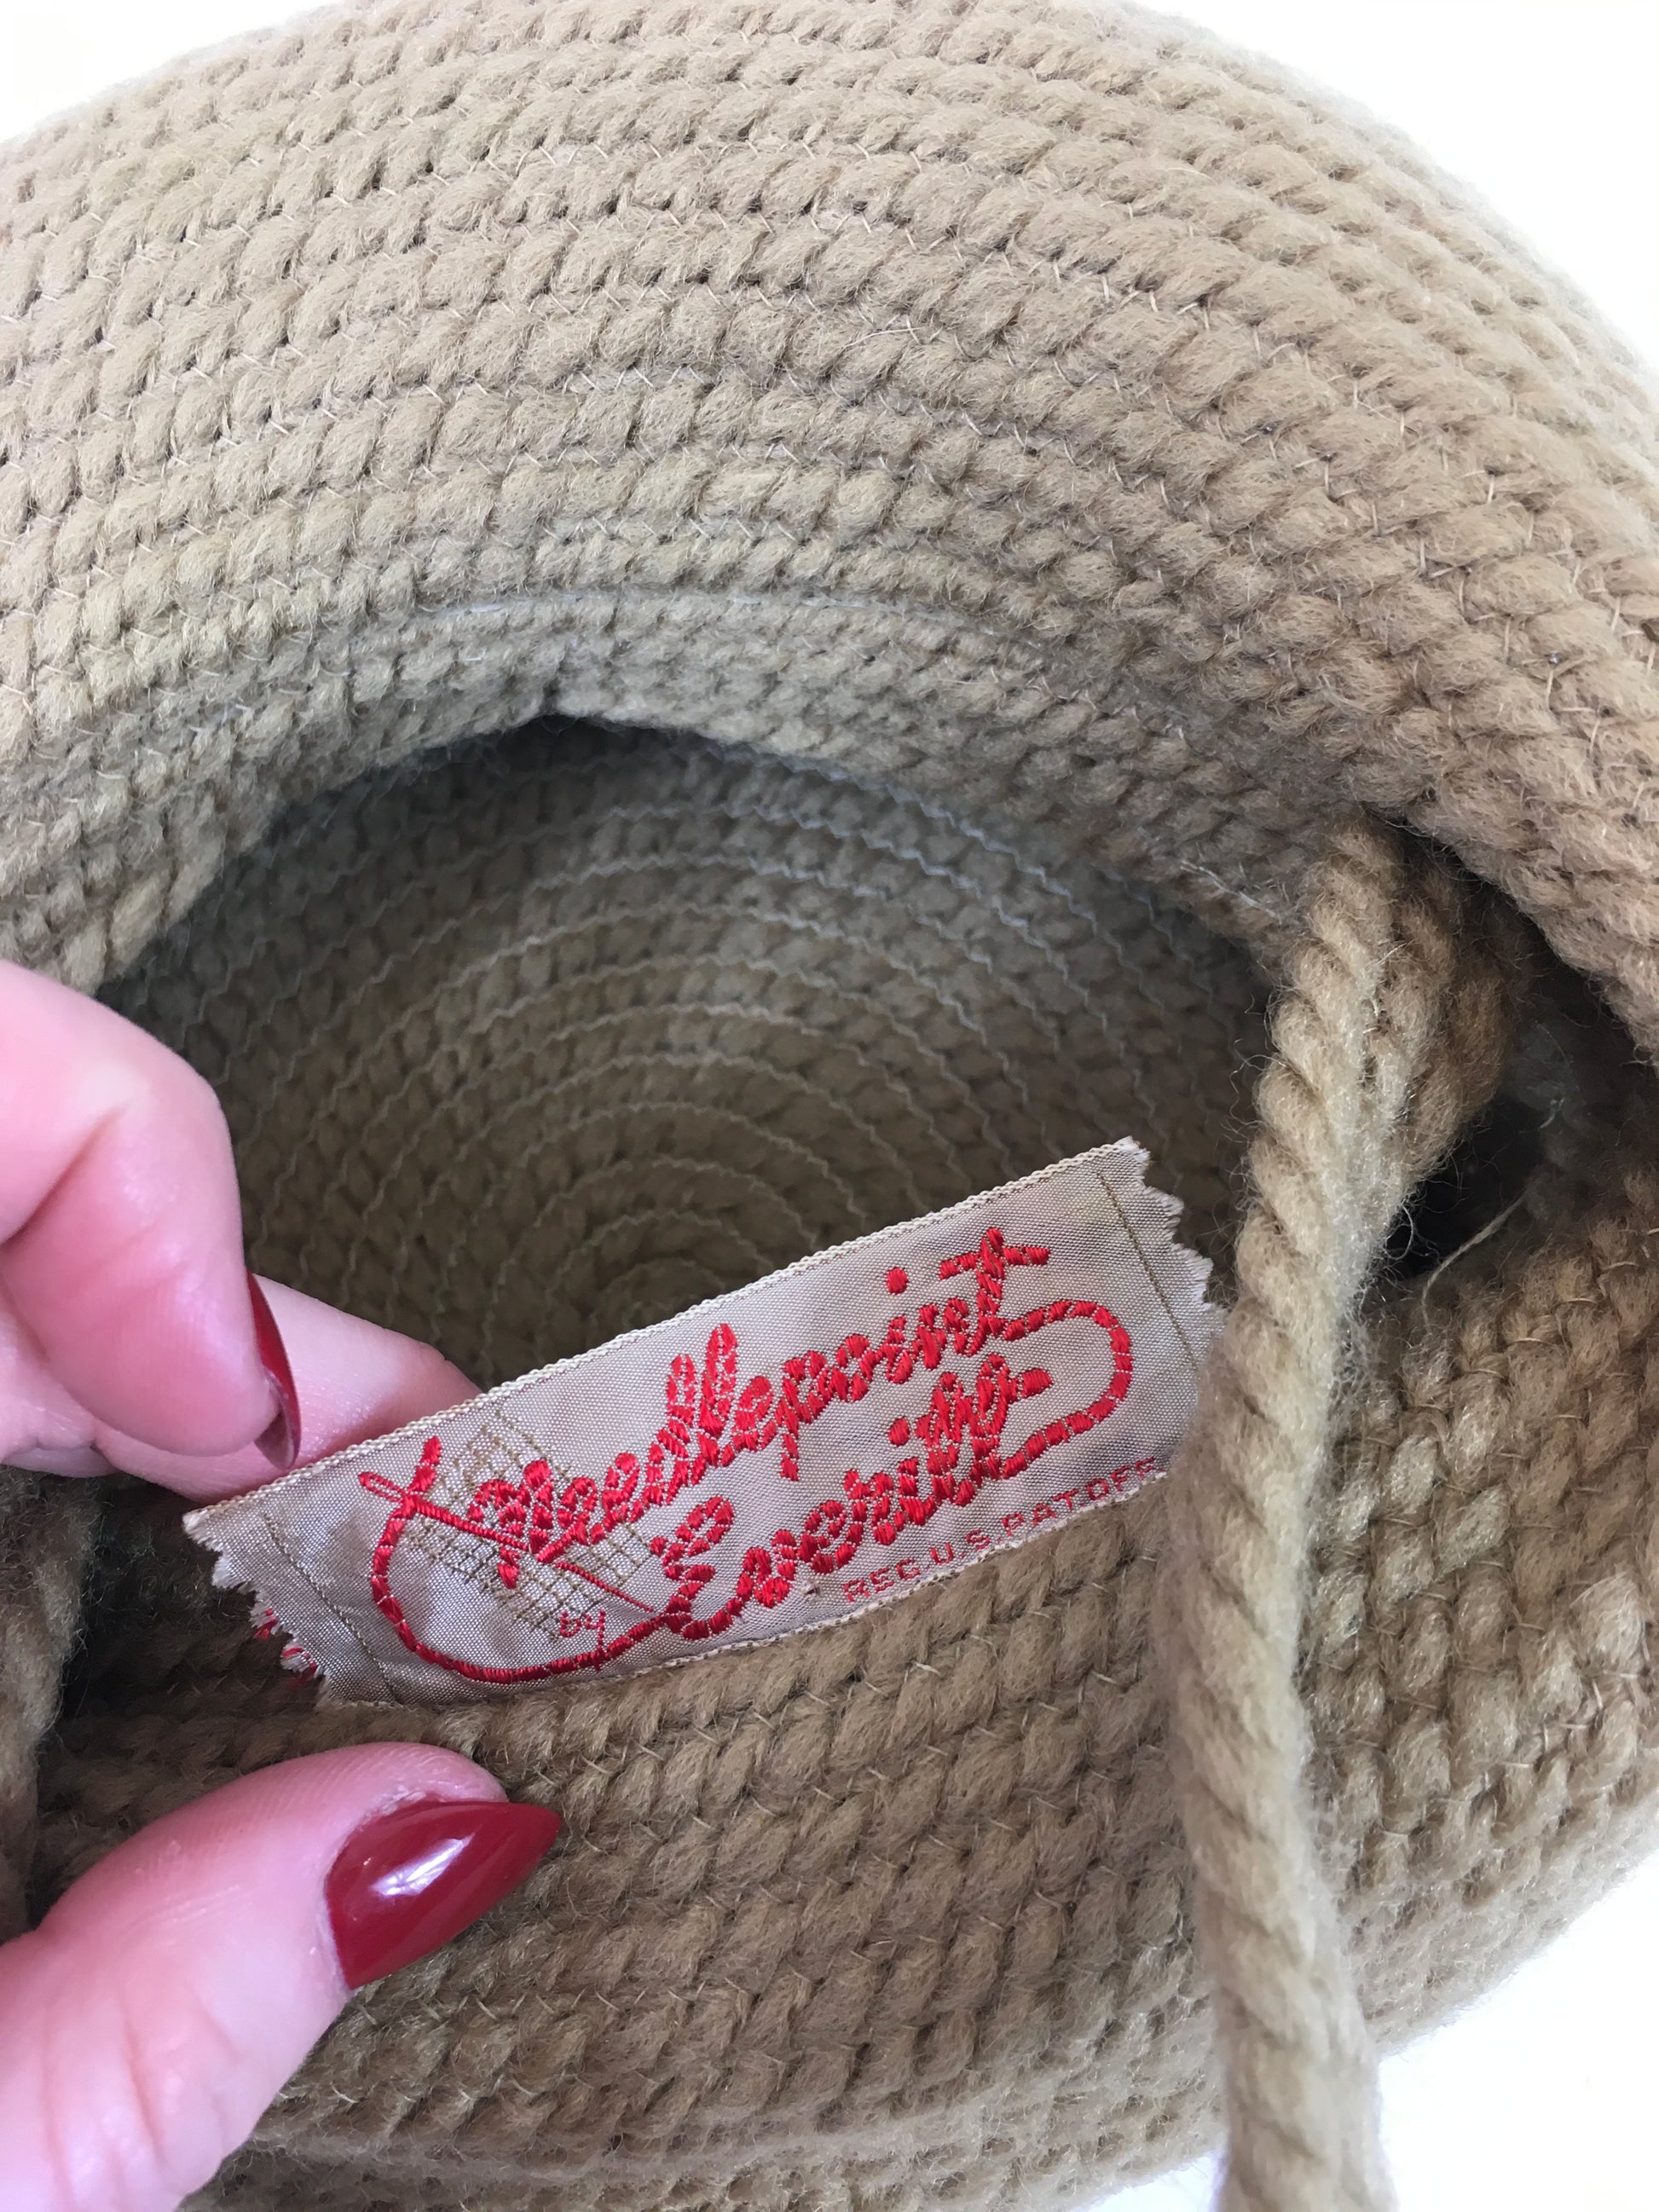 Needlepoint
by Everitt
REG. U.S. PAT. OFF.